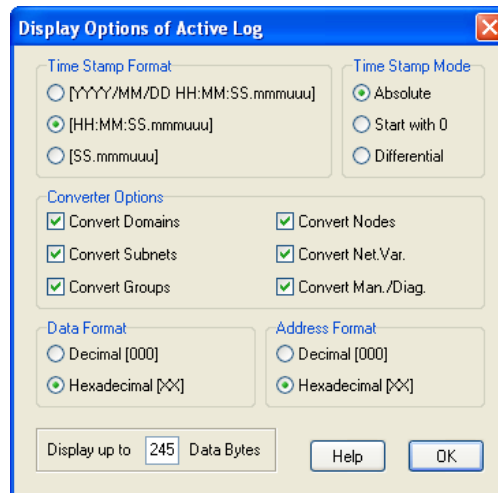 Display Options of Active Log
Time Stamp Format
[YYYY/MM/DD HH:MM:SS.mmmuuu]
[HH:MM:SS.mmmuuu]
[SS.mmmuuu]
Time Stamp Mode
Absolute
Start with 0
Differential
Converter Options
Convert Domains
Convert Subnets
Convert Groups
Convert Nodes
Convert Net.Var.
Convert Man./Diag.
Data Format
Decimal [000]
Hexadecimal [XX]
Address Format
Decimal [000]
Hexadecimal [XX]
Display up to 245 Data Bytes
Help
OK